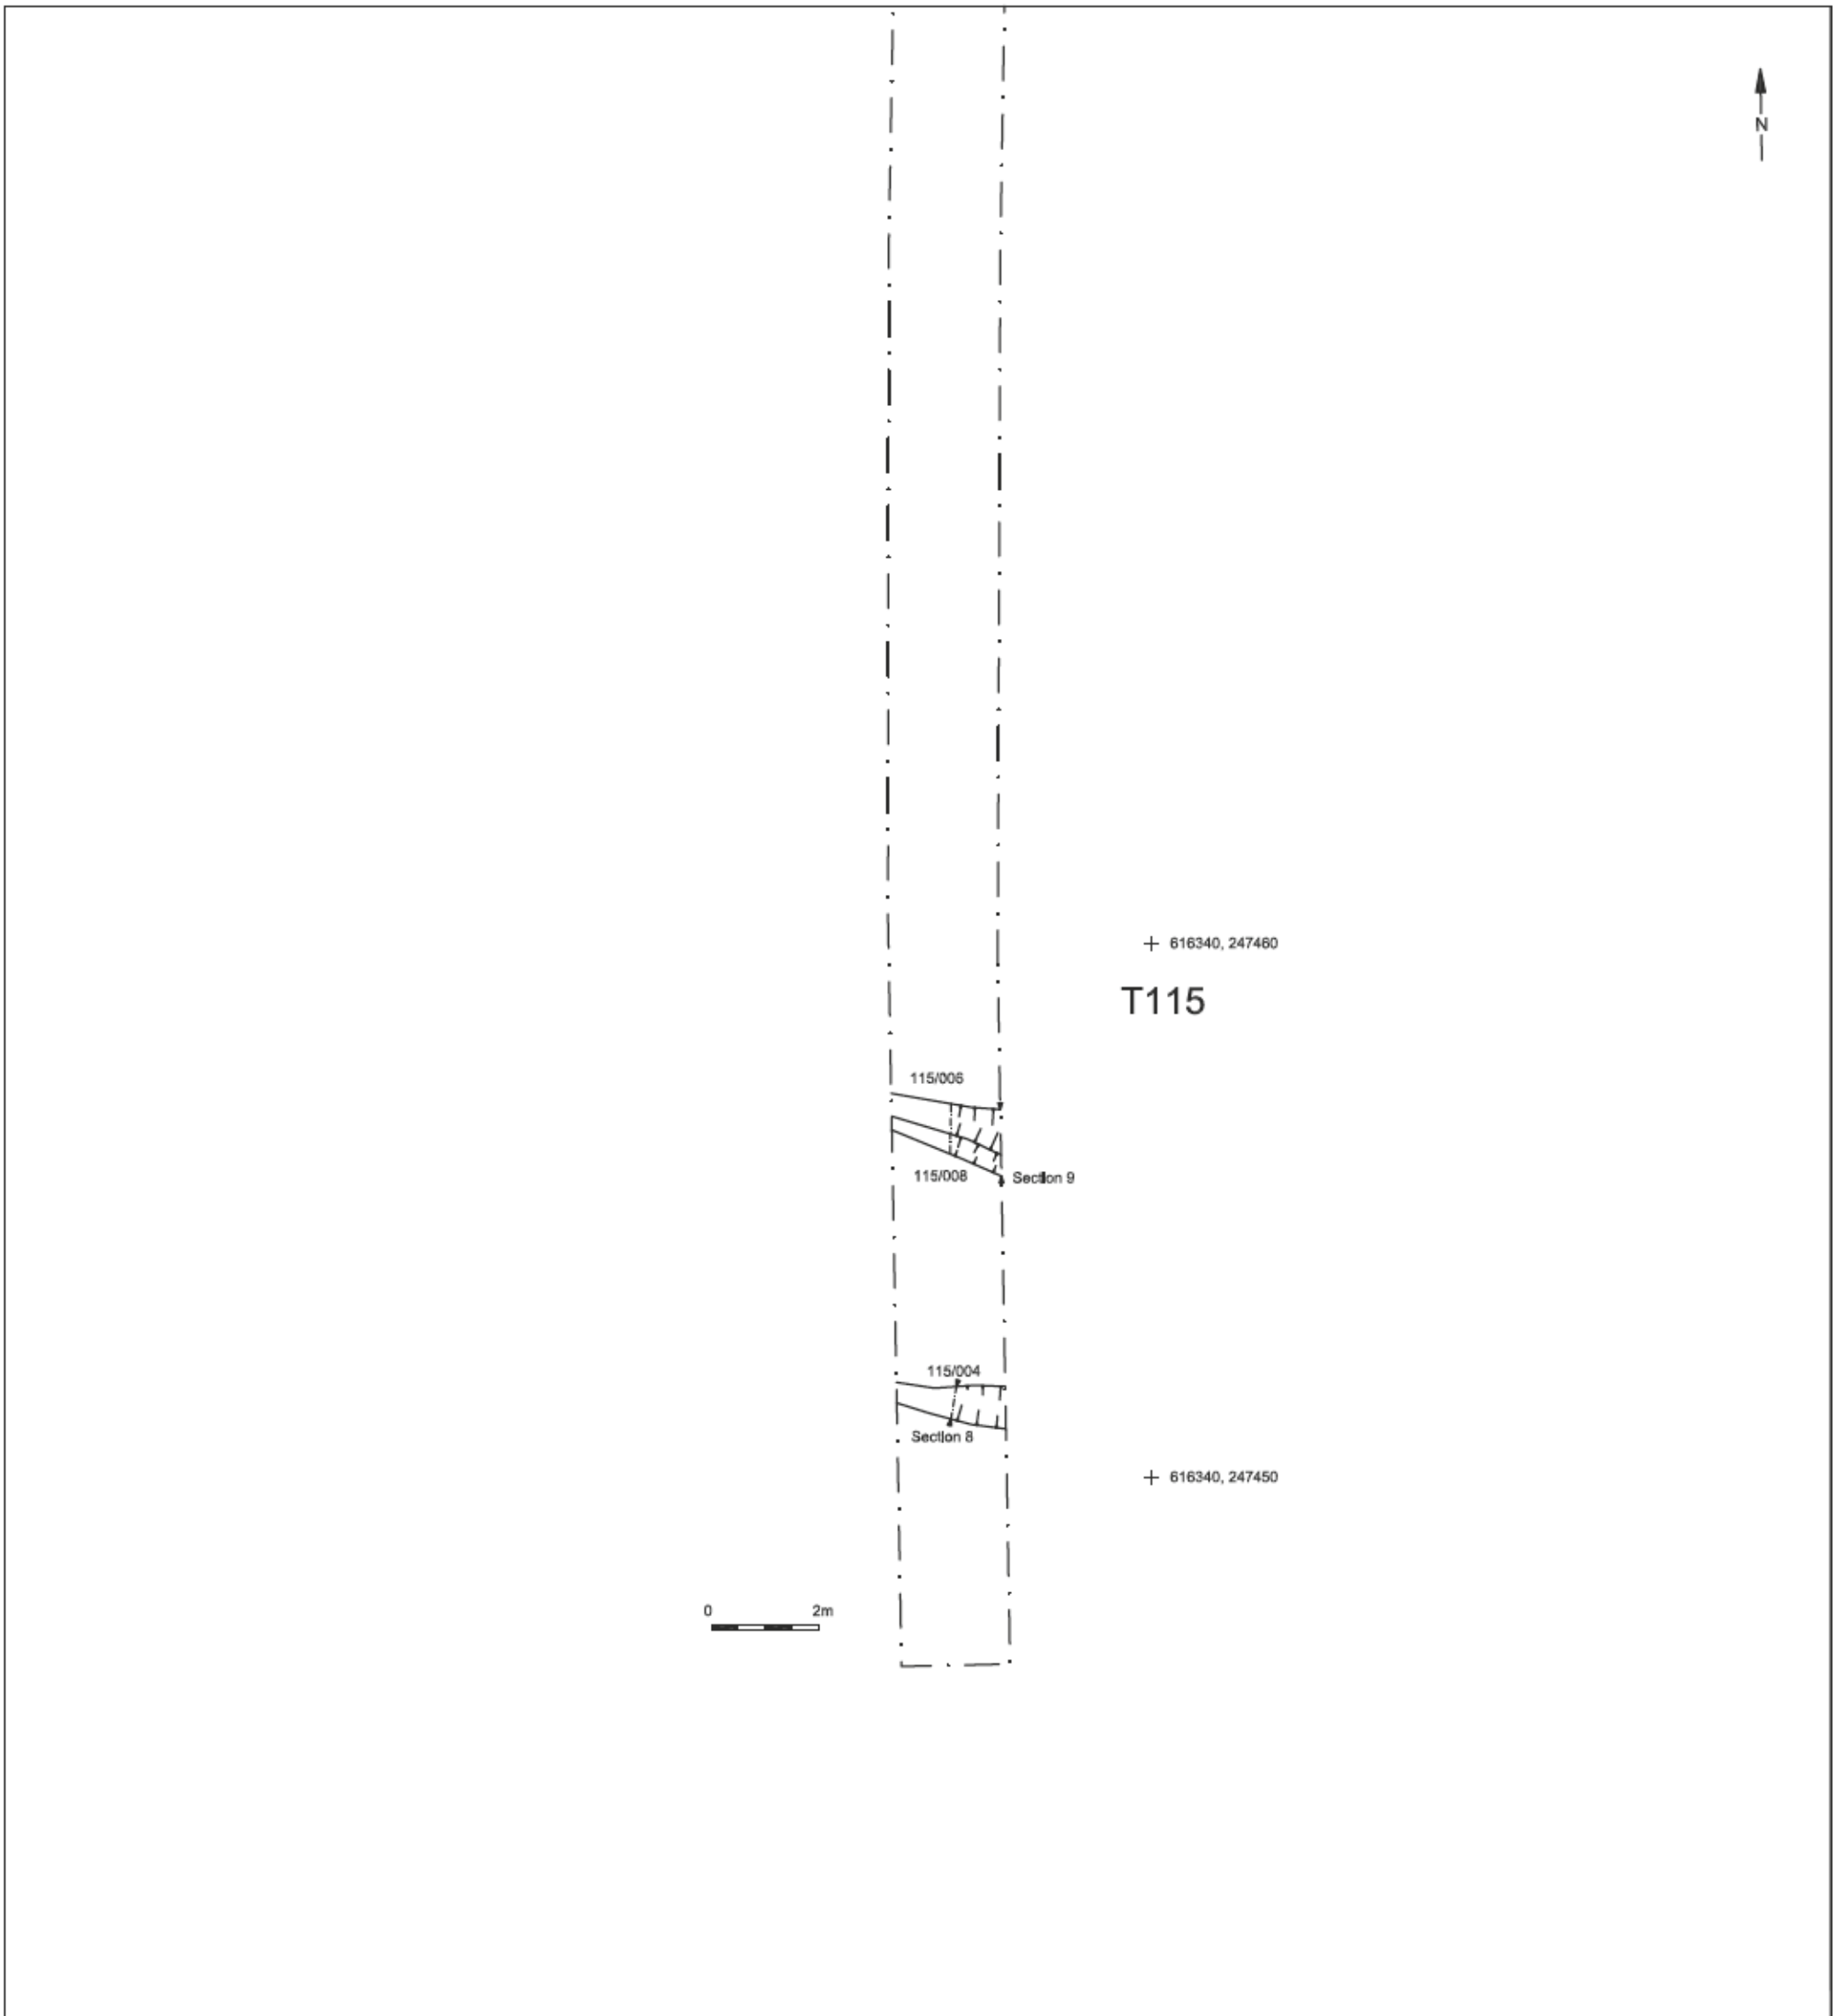 N
616340, 247460
T115
115/006
115/008
Section 9
115/004
Section 8
616340, 247450
0 2m